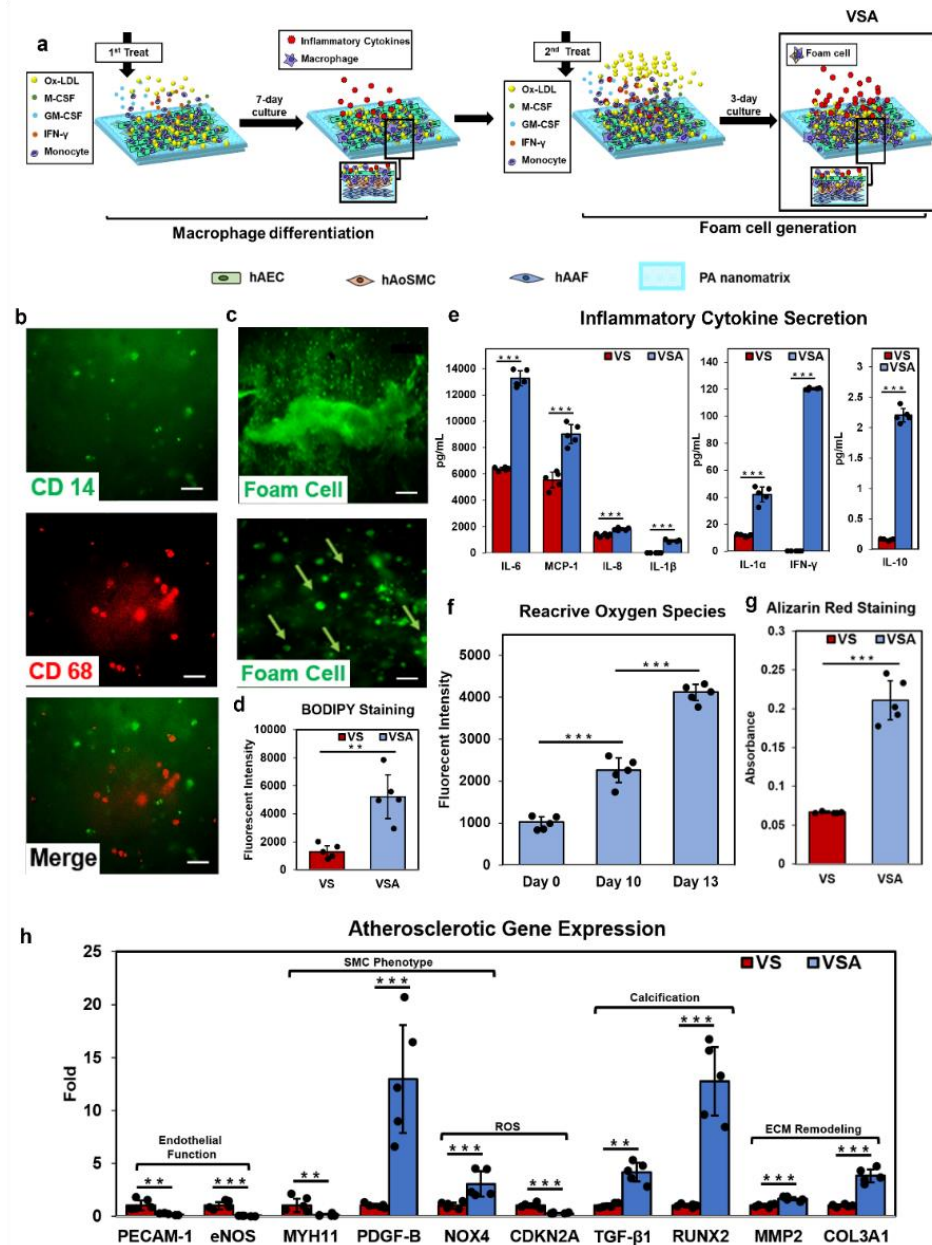 VSA
a
1st Treat
Ox-LDL
M-CSF
GM-CSF
IFN-γ
Monocyte
7-day
culture
Inflammatory Cytokines
Macrophage
2nd Treat
Ox-LDL
M-CSF
GM-CSF
IFN-γ
Monocyte
3-day
culture
Foam cell
Macrophage differentiation
Foam cell generation
hAEC
hAoSMC
hAAF
PA nanomatrix
b
CD 14
CD 68
Merge
c
Foam Cell
Foam Cell
d
BODIPY Staining
VS VSA
* *
Fluorescent Intensity
10000
8000
6000
4000
2000
0
VS VSA
e
Inflammatory Cytokine Secretion
VS VSA
pg/mL
14000
12000
10000
8000
6000
4000
2000
0
* * *
* * *
* * *
* * *
IL-6 MCP-1 IL-8 IL-1β
VS VSA
pg/mL
140
120
100
80
60
40
20
0
* * *
* * *
IL-1α IFN-γ
VS VSA
pg/mL
3
2.5
2
1.5
1
0.5
0
* * *
IL-10
f
Reacrive Oxygen Species
Fluorecent Intensity
5000
4000
3000
2000
1000
0
* * *
* * *
Day 0 Day 10 Day 13
g
Alizarin Red Staining
VS VSA
* * *
Absorbance
0.3
0.25
0.2
0.15
0.1
0.05
0
VS VSA
h
Atherosclerotic Gene Expression
VS VSA
Fold
25
20
15
10
5
0
Endothelial
Function
SMC Phenotype
ROS
Calcification
ECM Remodeling
* *
* * *
* *
* * *
* * *
* * *
* *
* * *
* * *
* * *
PECAM-1 eNOS MYH11 PDGF-B NOX4 CDKN2A TGF-β1 RUNX2 MMP2 COL3A1